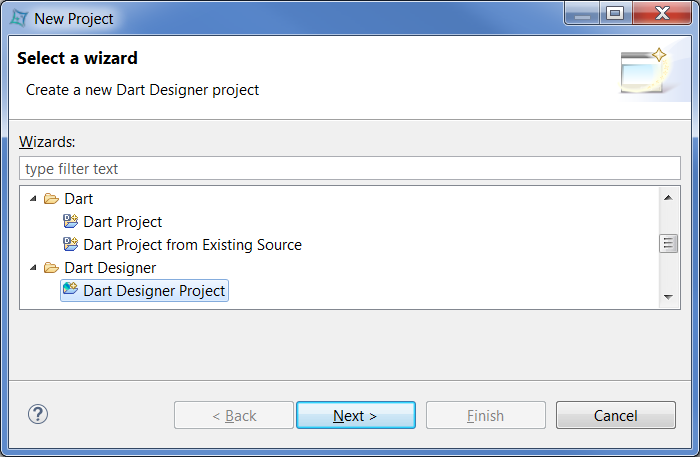 New Project
Select a wizard
Create a new Dart Designer project
Wizards:
type filter text
Dart
Dart Project
Dart Project from Existing Source
Dart Designer
Dart Designer Project
? < Back Next > Finish Cancel